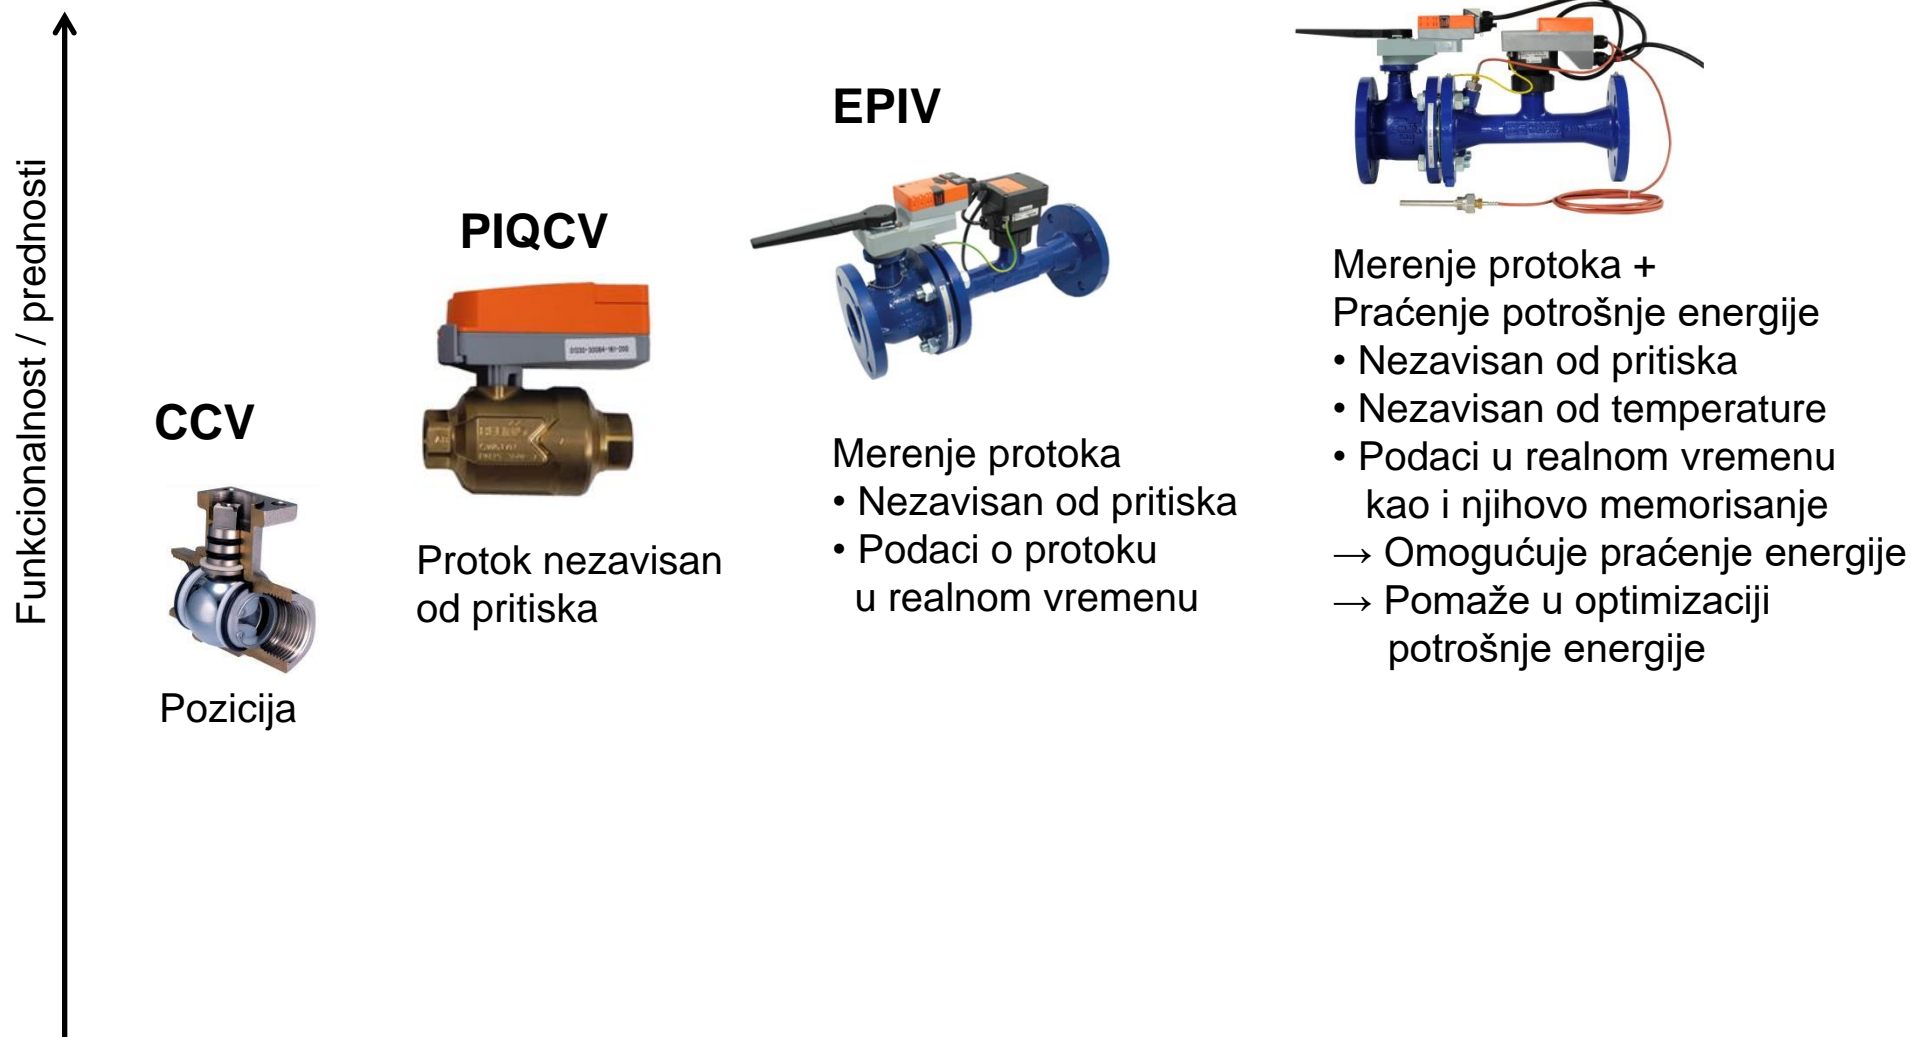 Funkcionalnost / prednosti
CCV
Pozicija
PIQCV
Protok nezavisan
od pritiska
EPIV
Merenje protoka
• Nezavisan od pritiska
• Podaci o protoku
u realnom vremenu
Merenje protoka +
Praćenje potrošnje energije
• Nezavisan od pritiska
• Nezavisan od temperature
• Podaci u realnom vremenu
kao i njihovo memorisanje
→ Omogućuje praćenje energije
→ Pomaže u optimizaciji
potrošnje energije